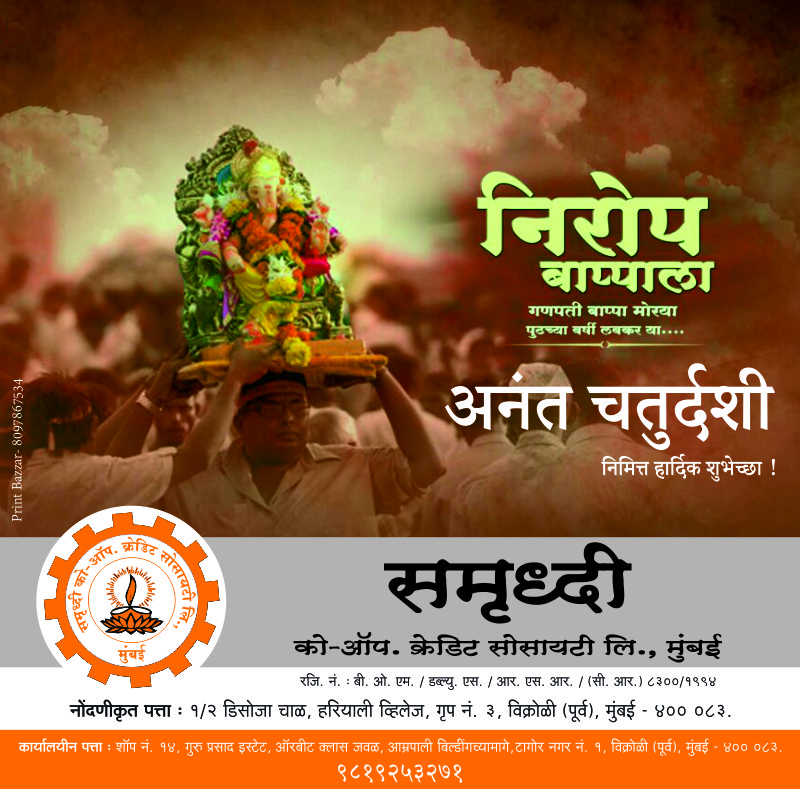 निरोप
बाप्पाला
गणपती बाप्पा मोरया
पुढच्या वर्षी लवकर या....
अनंत चतुर्दशी
निमित्त हार्दिक शुभेच्छा !
Print Bazzar- 8097867534
समृध्दी को-ऑप. क्रेडिट सोसायटी लि.,
मुंबई
समृध्दी
को-ऑप. क्रेडिट सोसायटी लि., मुंबई
रजि. नं. : बी. ओ. एम. / डब्ल्यु. एस. / आर. एस. आर. / (सी. आर.) ८३००/१९९४
नोंदणीकृत पत्ता : १/२ डिसोजा चाळ, हरियाली व्हिलेज, गृप नं. ३, विक्रोळी (पूर्व), मुंबई - ४०० ०८३.
कार्यालयीन पत्ता : शॉप नं. १४, गुरु प्रसाद इस्टेट, ऑरबीट क्लास जवळ, आम्रपाली बिल्डींगच्यामागे,टागोर नगर नं. १, विक्रोळी (पूर्व), मुंबई - ४०० ०८३.
९८१९२५३२७१